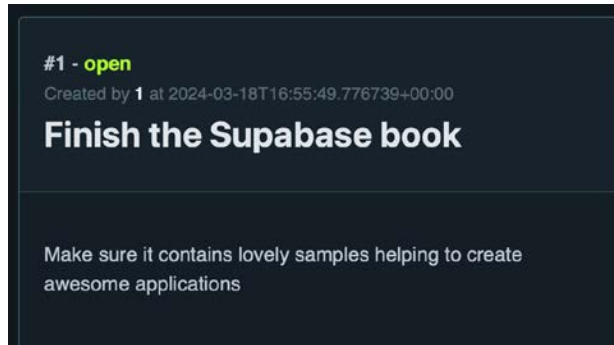 #1 - open
Created by 1 at 2024-03-18T16:55:49.776739+00:00
Finish the Supabase book
Make sure it contains lovely samples helping to create
awesome applications